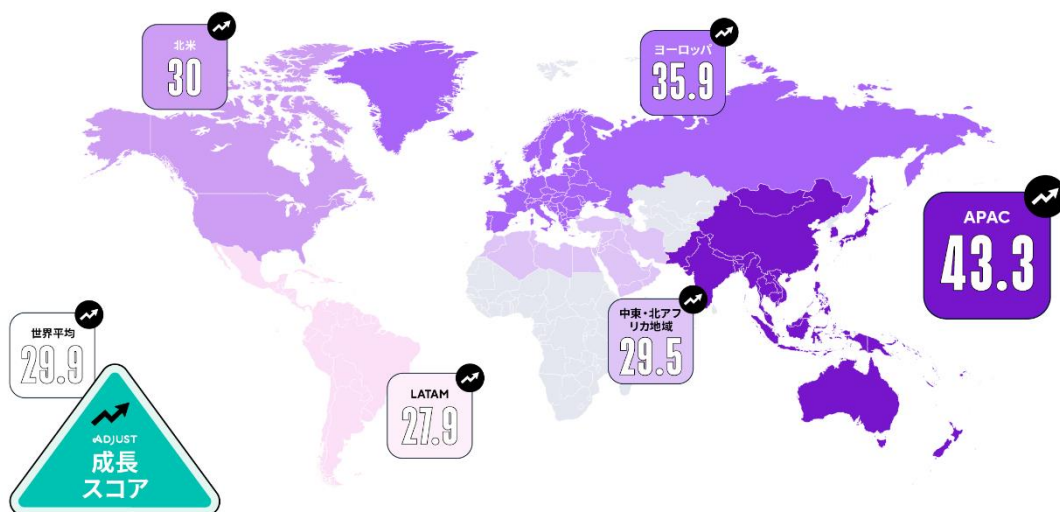 北米
30
ヨーロッパ
35.9
APAC
43.3
中東・北アフ
リカ地域
29.5
世界平均
29.9
LATAM
27.9
ADJUST
成長
スコア